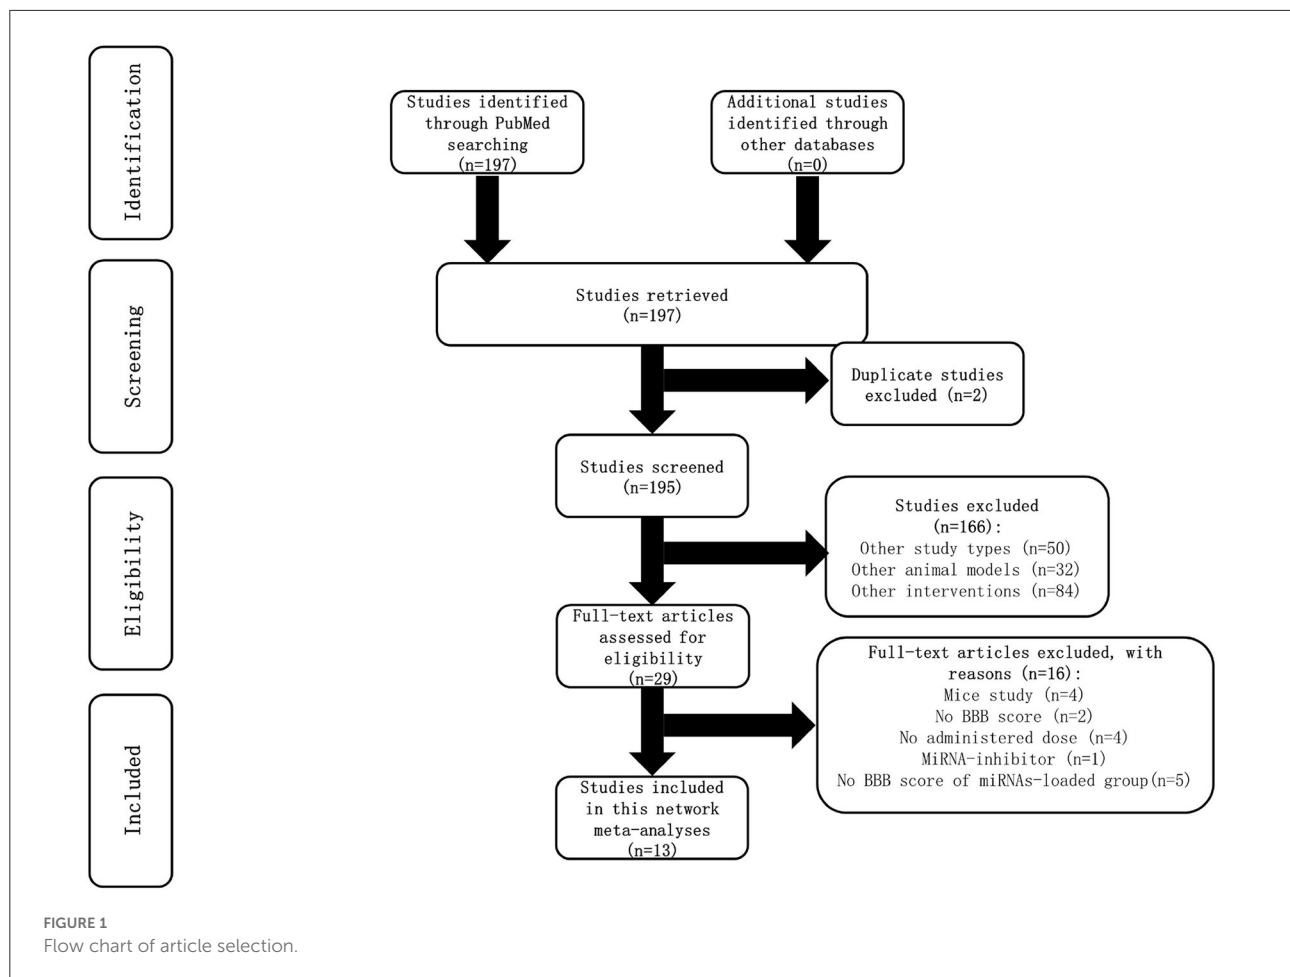 Identification
Studies identified
through PubMed
searching
(n=197)
Additional studies
identified through
other databases
(n=0)
Screening
Studies retrieved
(n=197)
Duplicate studies
excluded (n=2)
Studies screened
(n=195)
Eligibility
Studies excluded
(n=166):
Other study types (n=50)
Other animal models (n=32)
Other interventions (n=84)
Full-text articles
assessed for
eligibility
(n=29)
Full-text articles excluded, with
reasons (n=16):
Mice study (n=4)
No BBB score (n=2)
No administered dose (n=4)
MiRNA-inhibitor (n=1)
No BBB score of miRNAs-loaded group(n=5)
Included
Studies included
in this network
meta-analyses
(n=13)
FIGURE 1
Flow chart of article selection.